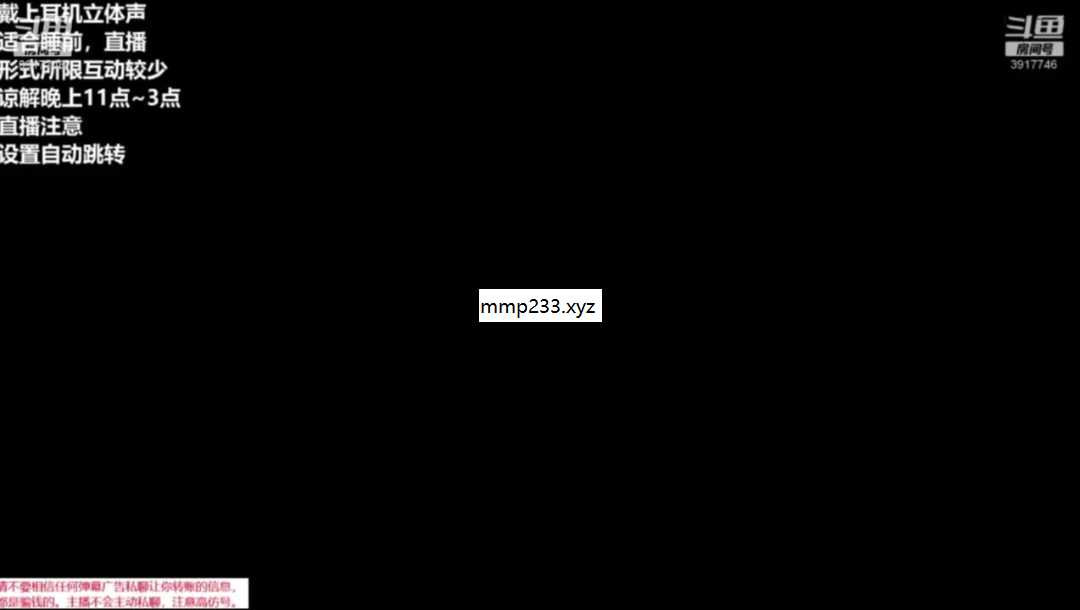 戴上耳机立体声
适合睡前，直播
形式所限互动较少
谅解晚上11点~3点
直播注意
设置自动跳转
斗鱼
房间号
3917746
mmp233.xyz
请不要相信任何弹幕广告私聊让你转账的信息，
都是骗钱的。主播不会主动私聊，注意高仿号。